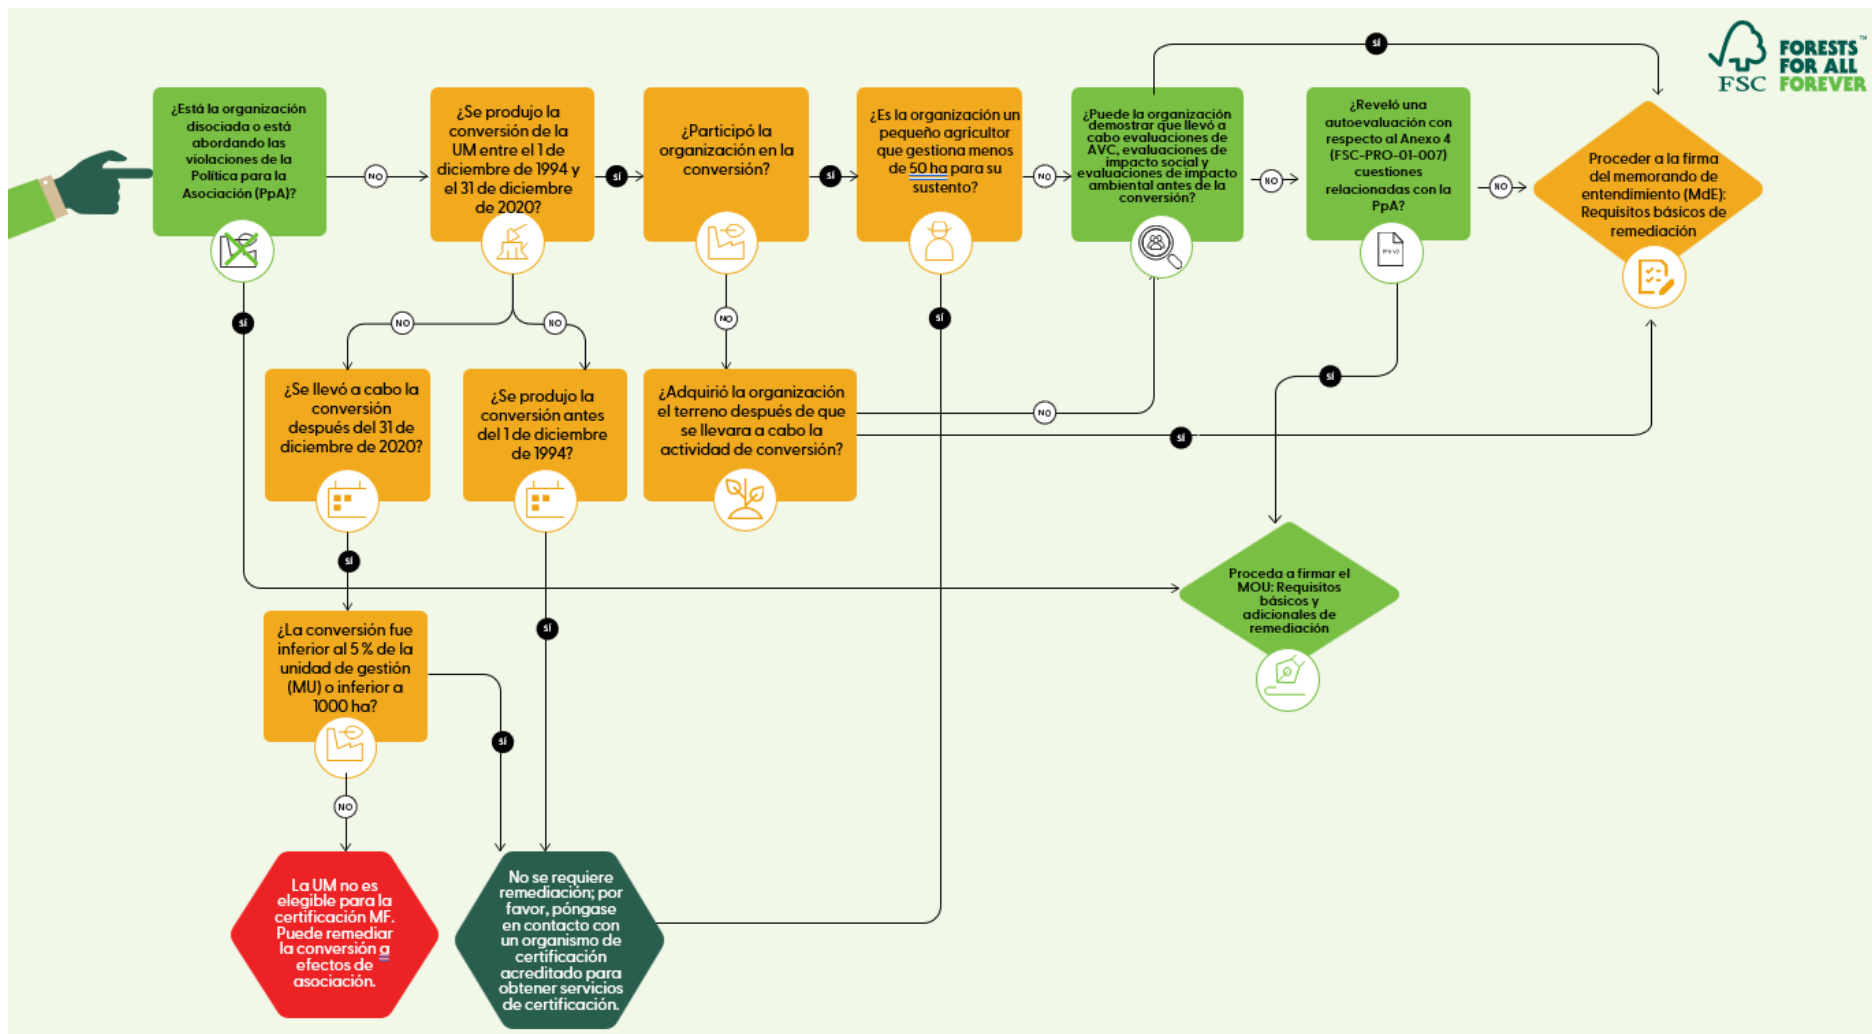 SÍ
FORESTS™
FOR ALL
FOREVER
FSC
¿Está la organización
disociada o está
abordando las
violaciones de la
Política para la
Asociación (PpA)?
NO
¿Se produjo la
conversión de la
UM entre el 1 de
diciembre de 1994 y
el 31 de diciembre
de 2020?
SÍ
¿Participó la
organización en la
conversión?
SÍ
¿Es la organización un
pequeño agricultor
que gestiona menos
de 50 ha para su
sustento?
NO
¿Puede la organización
demostrar que llevó a
cabo evaluaciones de
AVC, evaluaciones de
impacto social y
evaluaciones de impacto
ambiental antes de la
conversión?
NO
¿Reveló una
autoevaluación con
respecto al Anexo 4
(FSC-PRO-01-007)
cuestiones
relacionadas con la
PpA?
NO
Proceder a la firma
del memorando de
entendimiento (MdE):
Requisitos básicos de
remediación
SÍ
NO
NO
NO
SÍ
SÍ
¿Se llevó a cabo la
conversión
después del 31 de
diciembre de 2020?
¿Se produjo la
conversión antes
del 1 de diciembre
de 1994?
¿Adquirió la organización
el terreno después de que
se llevara a cabo la
actividad de conversión?
NO
SÍ
SÍ
SÍ
Proceda a firmar el
MOU: Requisitos
básicos y
adicionales de
remediación
¿La conversión fue
inferior al 5 % de la
unidad de gestión
(MU) o inferior a
1000 ha?
SÍ
NO
La UM no es
elegible para la
certificación MF.
Puede remediar
la conversión a
efectos de
asociación.
No se requiere
remediación; por
favor, póngase
en contacto con
un organismo de
certificación
acreditado para
obtener servicios
de certificación.